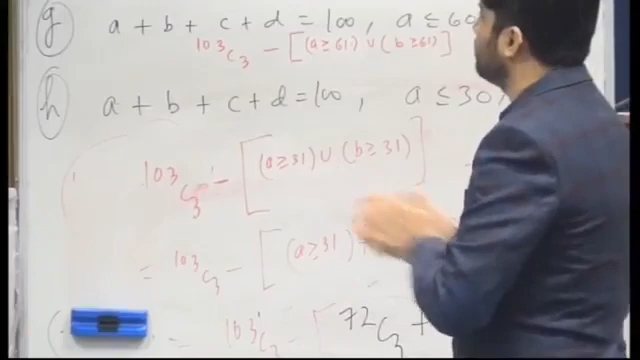 g) a + b + c + d = 100, a ≤ 60
¹⁰³C₃ - [(a≥61) ∪ (b≥61)]
h) a + b + c + d = 100, a ≤ 30,
¹⁰³C₃ - [(a≥31) ∪ (b≥31)]
= ¹⁰³C₃ - [(a≥31) +
= ¹⁰³C₃ - [⁷²C₃ +